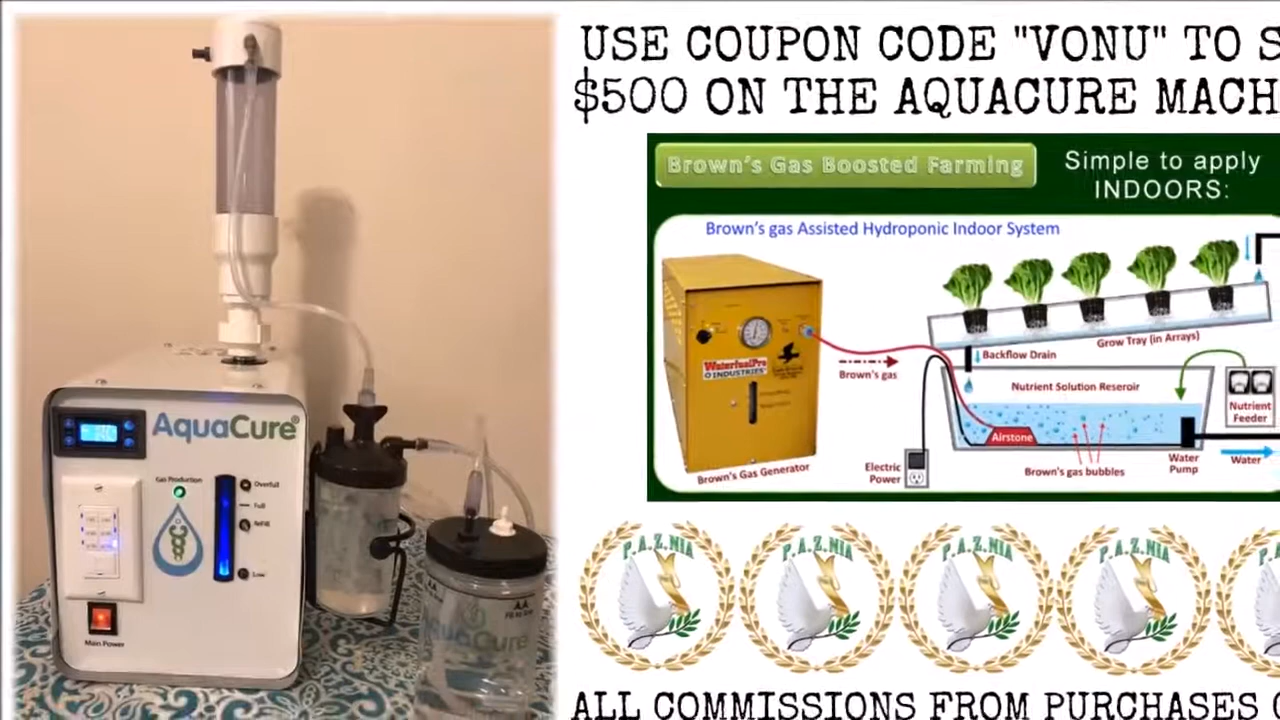 USE COUPON CODE "VONU" TO S
$500 ON THE AQUACURE MACH
Brown's Gas Boosted Farming
Simple to apply
INDOORS:
Brown's gas Assisted Hydroponic Indoor System
WaterfuelPro
INDUSTRIES
Brown's gas
Backflow Drain
Grow Tray (in Arrays)
Nutrient Solution Reseroir
Nutrient
Feeder
Airstone
Brown's Gas Generator
Electric
Power
Brown's gas bubbles
Water
Pump
Water
AquaCure®
Gas Production
Overfull
Full
Refill
Low
Main Power
AquaCure
P.A.Z.NIA
P.A.Z.NIA
P.A.Z.NIA
P.A.Z.NIA
ALL COMMISSIONS FROM PURCHASES